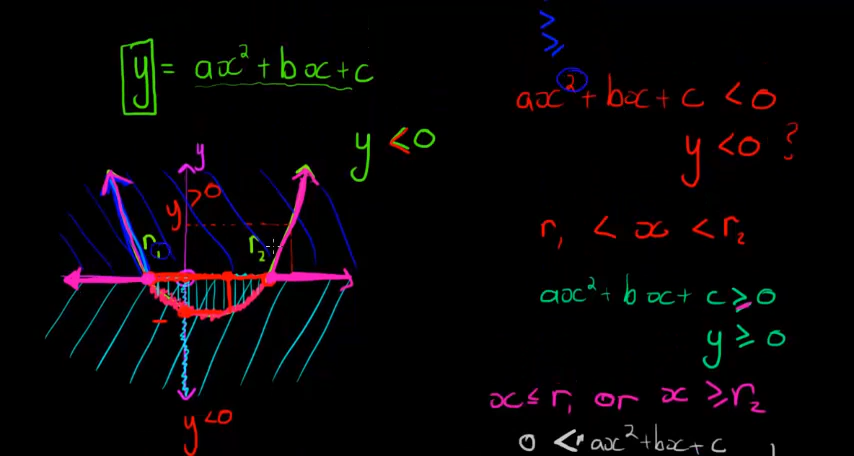 y = ax² + bx + c
y < 0
y
y > 0
r₁
r₂
-
y < 0
>
≥
ax² + bx + c < 0
y < 0 ?
r₁ < x < r₂
ax² + bx + c ≥ 0
y ≥ 0
x ≤ r₁ or x ≥ r₂
0 < ax² + bx + c